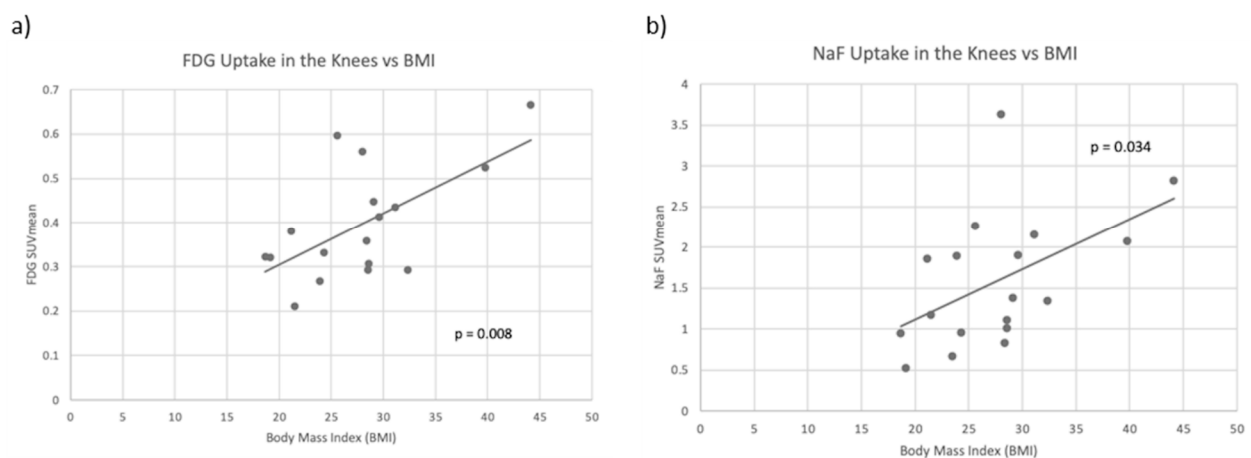 a)
FDG Uptake in the Knees vs BMI
0.7
0.6
0.5
0.4
0.3
0.2
0.1
0
FDG SUVmean
p = 0.008
0 5 10 15 20 25 30 35 40 45 50
Body Mass Index (BMI)
b)
NaF Uptake in the Knees vs BMI
4
3.5
3
2.5
2
1.5
1
0.5
0
NaF SUVmean
p = 0.034
0 5 10 15 20 25 30 35 40 45 50
Body Mass Index (BMI)